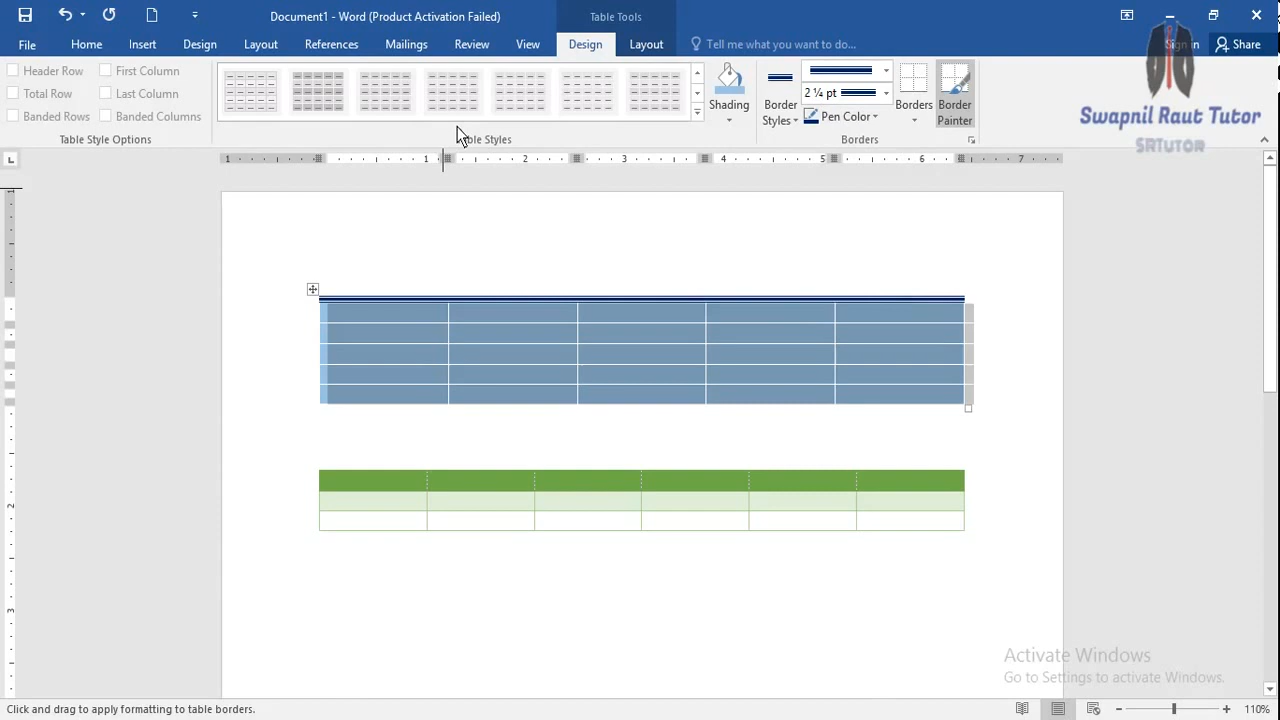 Document1 - Word (Product Activation Failed)
Table Tools
File
Home
Insert
Design
Layout
References
Mailings
Review
View
Design
Layout
Tell me what you want to do...
Sign in
Share
Header Row
First Column
Total Row
Last Column
Banded Rows
Banded Columns
Table Style Options
Styles
Shading
Border
Styles
2 ¼ pt
Pen Color
Borders
Border
Painter
Borders
Swapnil Raut Tutor
SRTUTOR
1 1 2 3 4 5 6 7
1
2
3
Activate Windows
Go to Settings to activate Windows.
Click and drag to apply formatting to table borders.
110%